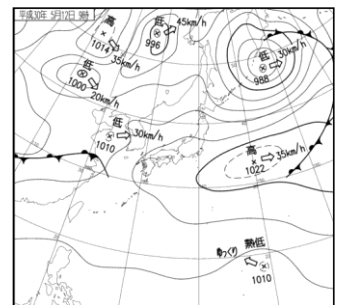 平成30年 5月12日 9時
高
1014
35km/h
低
996
45km/h
低
988
30km/h
低
1000
20km/h
低
1010
30km/h
高
1022
35km/h
ゆっくり
熱低
1010